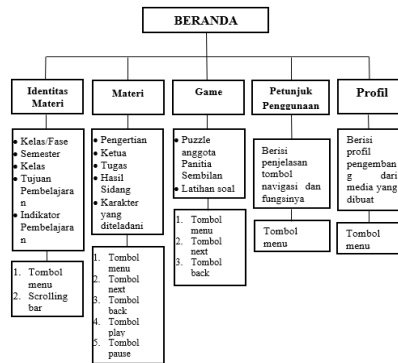 BERANDA
Identitas
Materi
• Kelas/Fase
• Semester
• Kelas
• Tujuan
Pembelajara
n
• Indikator
Pembelajara
n
1. Tombol
menu
2. Scrolling
bar
Materi
• Pengertian
• Ketua
• Tugas
• Hasil
Sidang
• Karakter
yang
diteladani
1. Tombol
menu
2. Tombol
next
3. Tombol
back
4. Tombol
play
5. Tombol
pause
Game
• Puzzle
anggota
Panitia
Sembilan
• Latihan soal
1. Tombol
menu
2. Tombol
next
3. Tombol
back
Petunjuk
Penggunaan
Berisi
penjelasan
tombol
navigasi dan
fungsinya
Tombol
menu
Profil
Berisi
profil
pengemban
g dari
media yang
dibuat
Tombol
menu